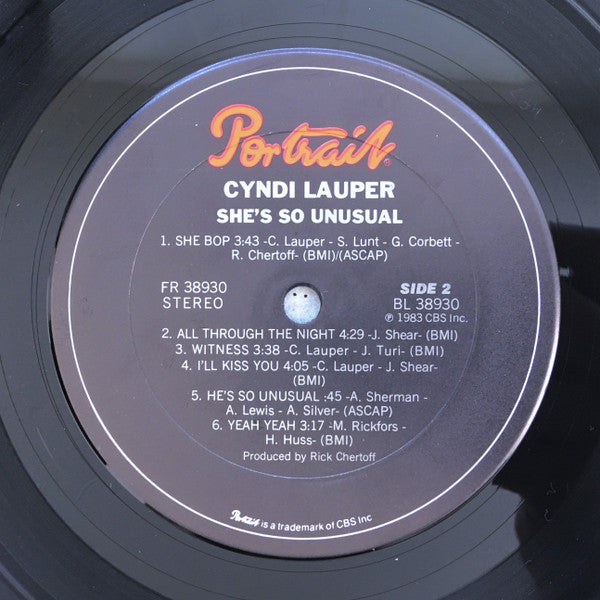 Portrait
CYNDI LAUPER
SHE'S SO UNUSUAL
1. SHE BOP 3:43 -C. Lauper - S. Lunt - G. Corbett -
R. Chertoff- (BMI)/(ASCAP)
FR 38930
STEREO
SIDE 2
BL 38930
℗ 1983 CBS Inc.
2. ALL THROUGH THE NIGHT 4:29 -J. Shear- (BMI)
3. WITNESS 3:38 -C. Lauper - J. Turi- (BMI)
4. I'LL KISS YOU 4:05 -C. Lauper - J. Shear-
(BMI)
5. HE'S SO UNUSUAL :45 -A. Sherman -
A. Lewis - A. Silver- (ASCAP)
6. YEAH YEAH 3:17 -M. Rickfors -
H. Huss- (BMI)
Produced by Rick Chertoff
Portrait is a trademark of CBS Inc